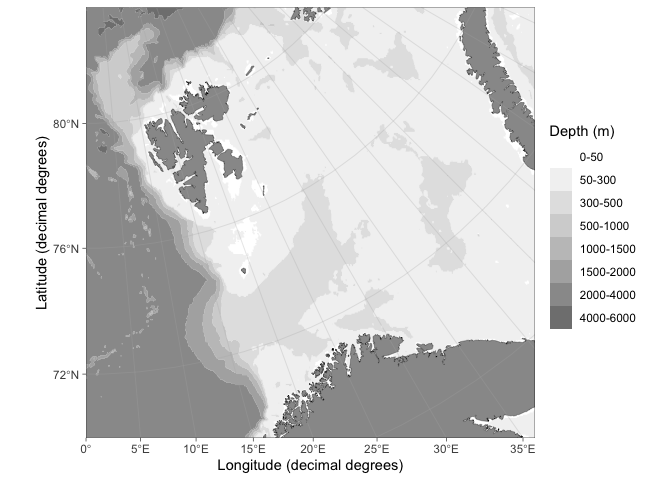 80°N
76°N
72°N
Latitude (decimal degrees)
0° 5°E 10°E 15°E 20°E 25°E 30°E 35°E
Longitude (decimal degrees)
Depth (m)
0-50
50-300
300-500
500-1000
1000-1500
1500-2000
2000-4000
4000-6000